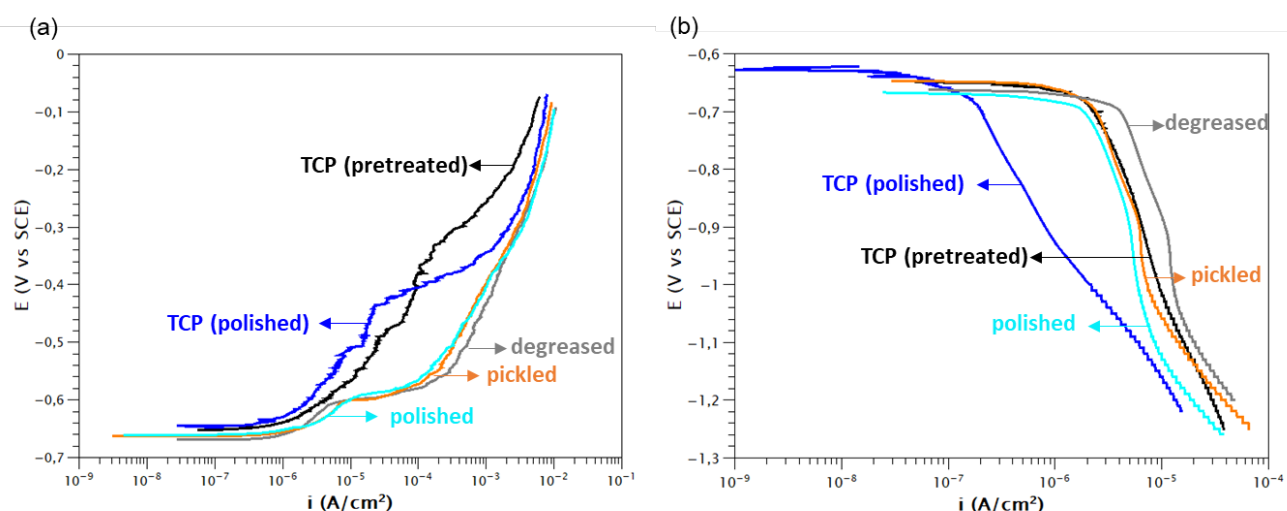 (a)
0
−0,1
−0,2
−0,3
−0,4
−0,5
−0,6
−0,7
E (V vs SCE)
TCP (pretreated)
TCP (polished)
degreased
pickled
polished
10⁻⁹ 10⁻⁸ 10⁻⁷ 10⁻⁶ 10⁻⁵ 10⁻⁴ 10⁻³ 10⁻² 10⁻¹
i (A/cm²)
(b)
−0,6
−0,7
−0,8
−0,9
−1
−1,1
−1,2
−1,3
E (V vs SCE)
degreased
TCP (polished)
TCP (pretreated)
pickled
polished
10⁻⁹ 10⁻⁸ 10⁻⁷ 10⁻⁶ 10⁻⁵ 10⁻⁴
i (A/cm²)